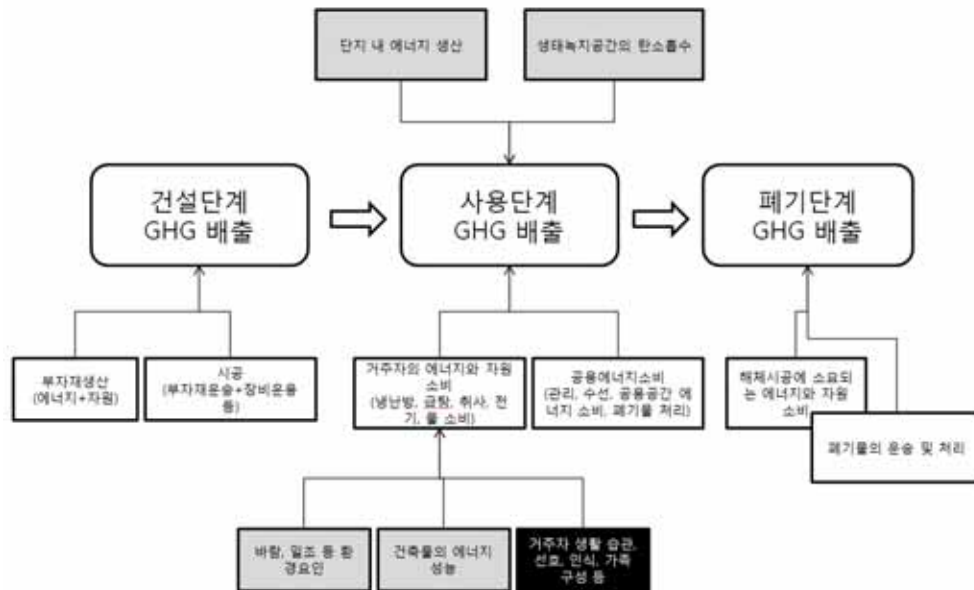 단지 내 에너지 생산
생태녹지공간의 탄소흡수
건설단계
GHG 배출
사용단계
GHG 배출
폐기단계
GHG 배출
부자재생산
(에너지+자원)
시공
(부자재운송+장비운용
등)
거주자의 에너지와 자원
소비
(냉난방, 급탕, 취사, 전
기, 물 소비)
공용에너지소비
(관리, 수선, 공용공간 에
너지 소비, 폐기물 처리)
해체시공에 소요되
는 에너지와 자원
소비
폐기물의 운송 및 처리
바람, 일조 등 환
경요인
건축물의 에너지
성능
거주자 생활 습관,
선호, 인식, 가족
구성 등